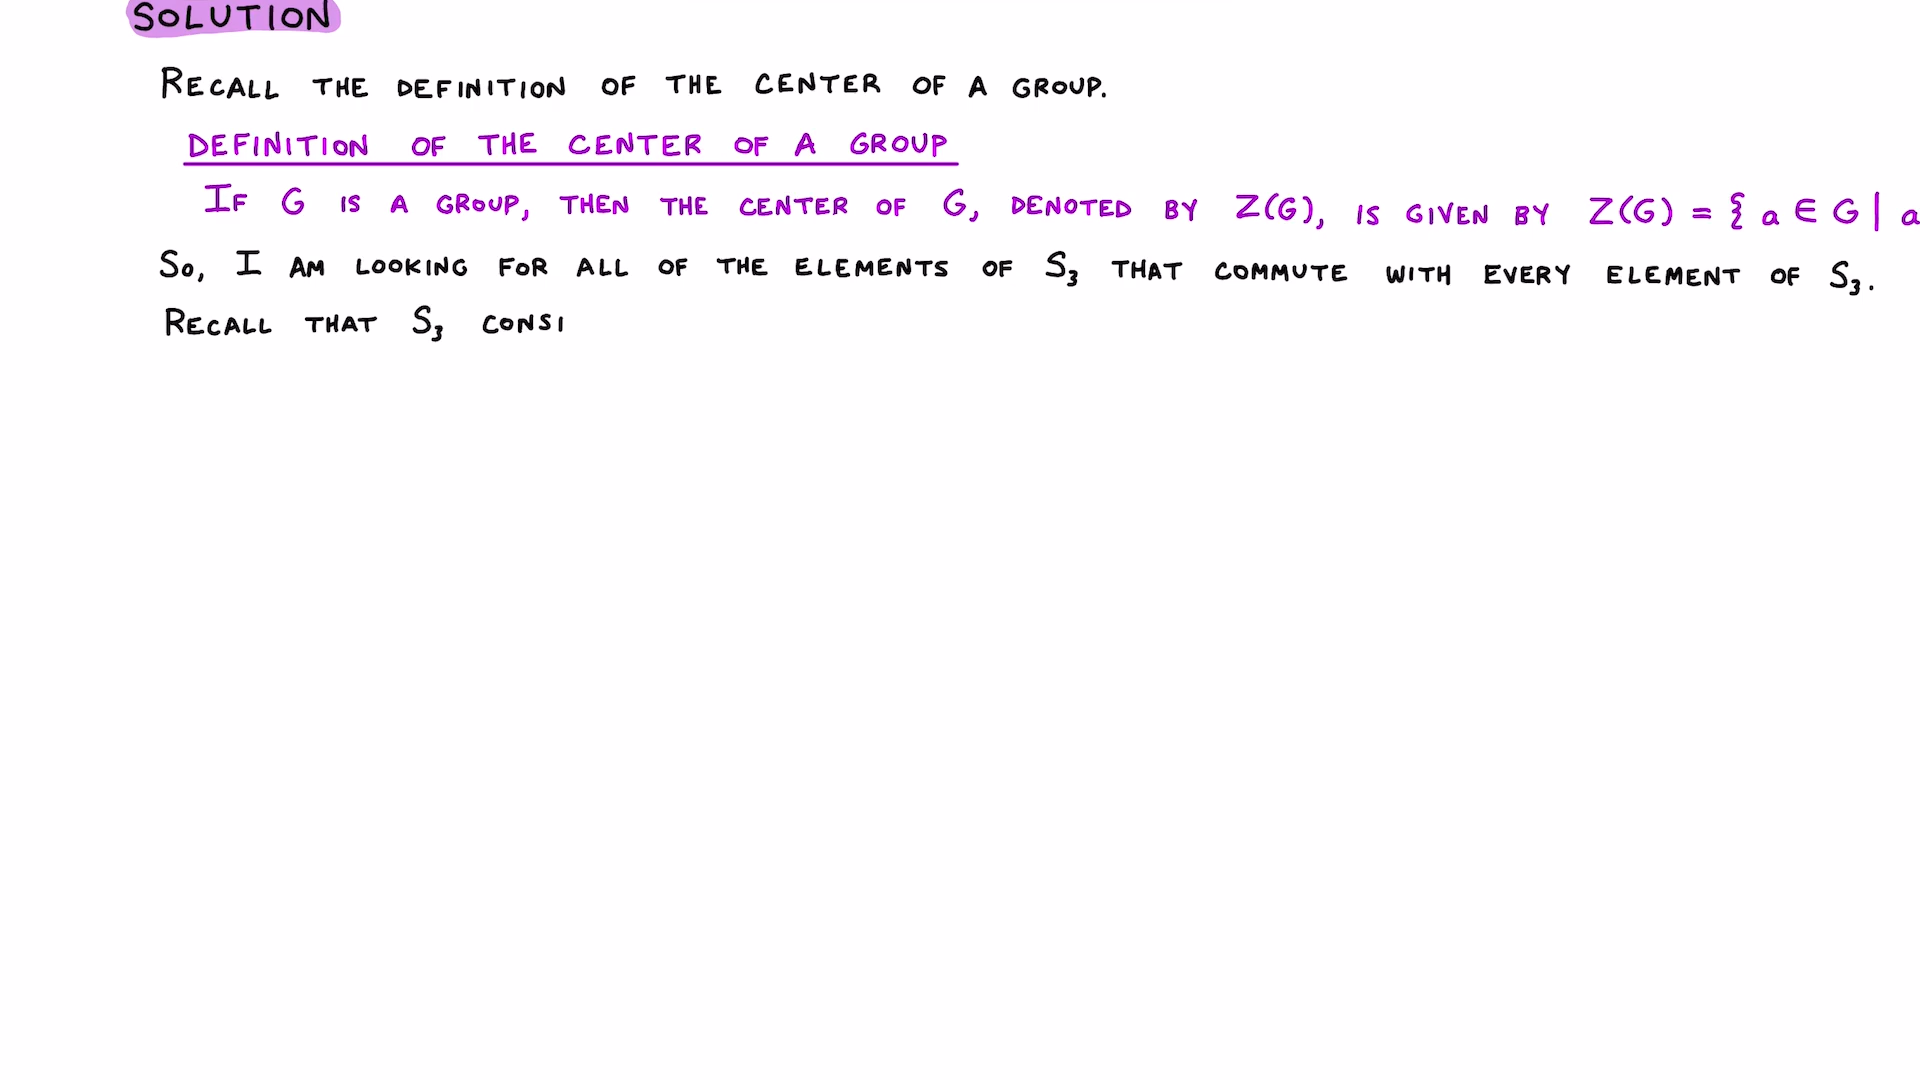 SOLUTION
RECALL THE DEFINITION OF THE CENTER OF A GROUP.
DEFINITION OF THE CENTER OF A GROUP
IF G IS A GROUP, THEN THE CENTER OF G, DENOTED BY Z(G), IS GIVEN BY Z(G) = { a ∈ G | a
SO, I AM LOOKING FOR ALL OF THE ELEMENTS OF S₃ THAT COMMUTE WITH EVERY ELEMENT OF S₃.
RECALL THAT S₃ CONSI